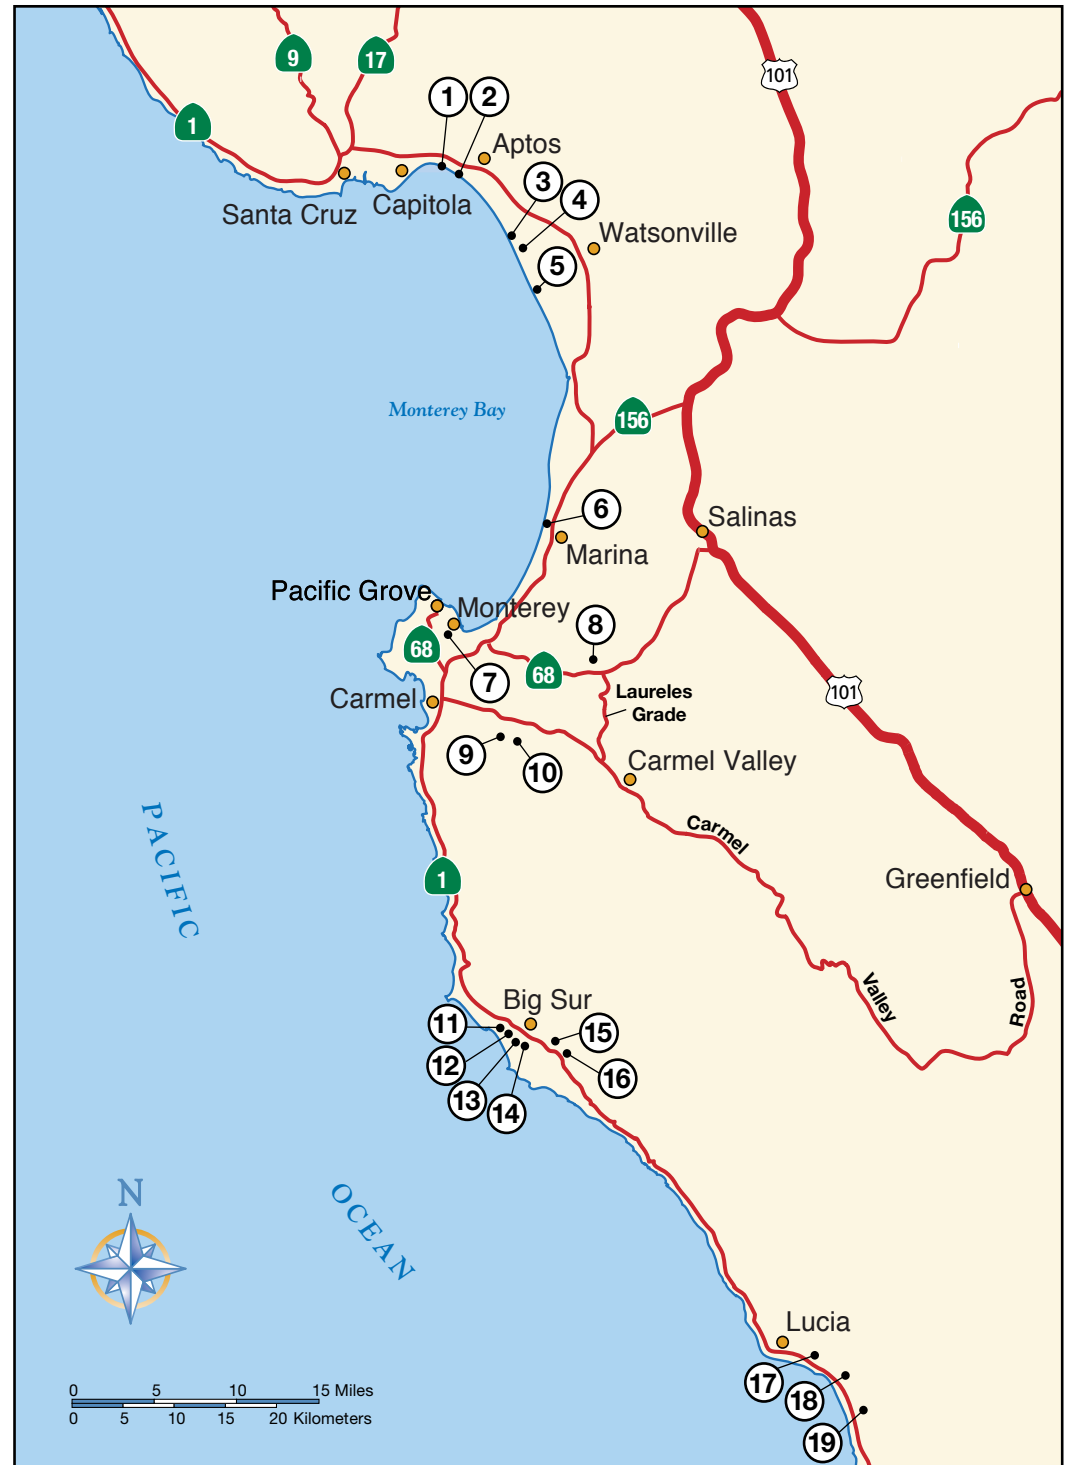 9
17
101
1
1
2
Aptos
3
4
156
Santa Cruz
Capitola
Watsonville
5
Monterey Bay
156
6
Salinas
Marina
Pacific Grove
Monterey
8
68
68
7
Laureles
Grade
101
Carmel
9
10
Carmel Valley
PACIFIC
Carmel
1
Greenfield
Valley
Road
Big Sur
11
15
12
16
13
14
N
OCEAN
Lucia
17
18
19
0 5 10 15 Miles
0 5 10 15 20 Kilometers